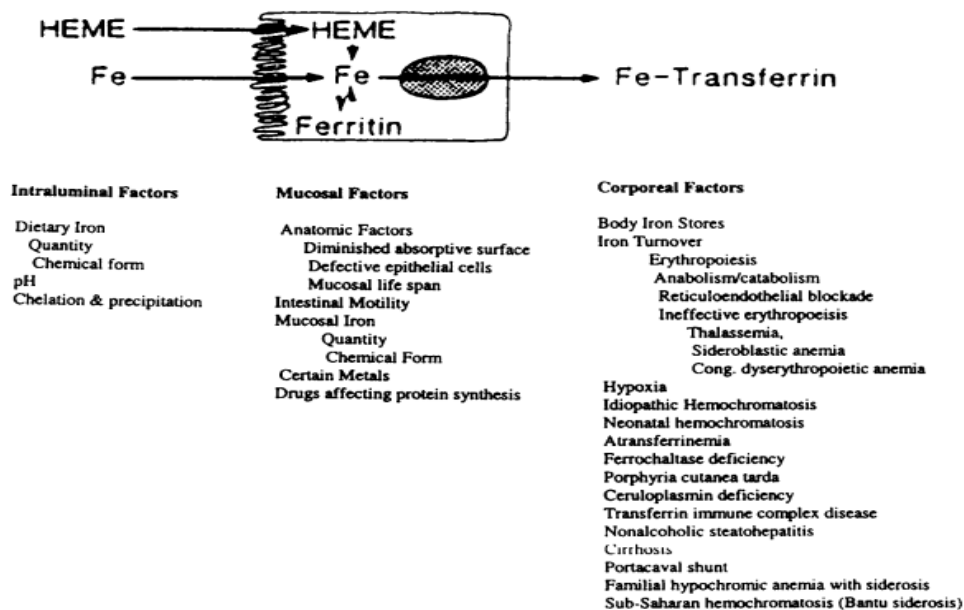 HEME HEME
Fe Fe Fe-Transferrin
Ferritin
Intraluminal Factors
Dietary Iron
Quantity
Chemical form
pH
Chelation & precipitation
Mucosal Factors
Anatomic Factors
Diminished absorptive surface
Defective epithelial cells
Mucosal life span
Intestinal Motility
Mucosal Iron
Quantity
Chemical Form
Certain Metals
Drugs affecting protein synthesis
Corporeal Factors
Body Iron Stores
Iron Turnover
Erythropoiesis
Anabolism/catabolism
Reticuloendothelial blockade
Ineffective erythropoeisis
Thalassemia,
Sideroblastic anemia
Cong. dyserythropoietic anemia
Hypoxia
Idiopathic Hemochromatosis
Neonatal hemochromatosis
Atransferrinemia
Ferrochaltase deficiency
Porphyria cutanea tarda
Ceruloplasmin deficiency
Transferrin immune complex disease
Nonalcoholic steatohepatitis
Cirrhosis
Portacaval shunt
Familial hypochromic anemia with siderosis
Sub-Saharan hemochromatosis (Bantu siderosis)